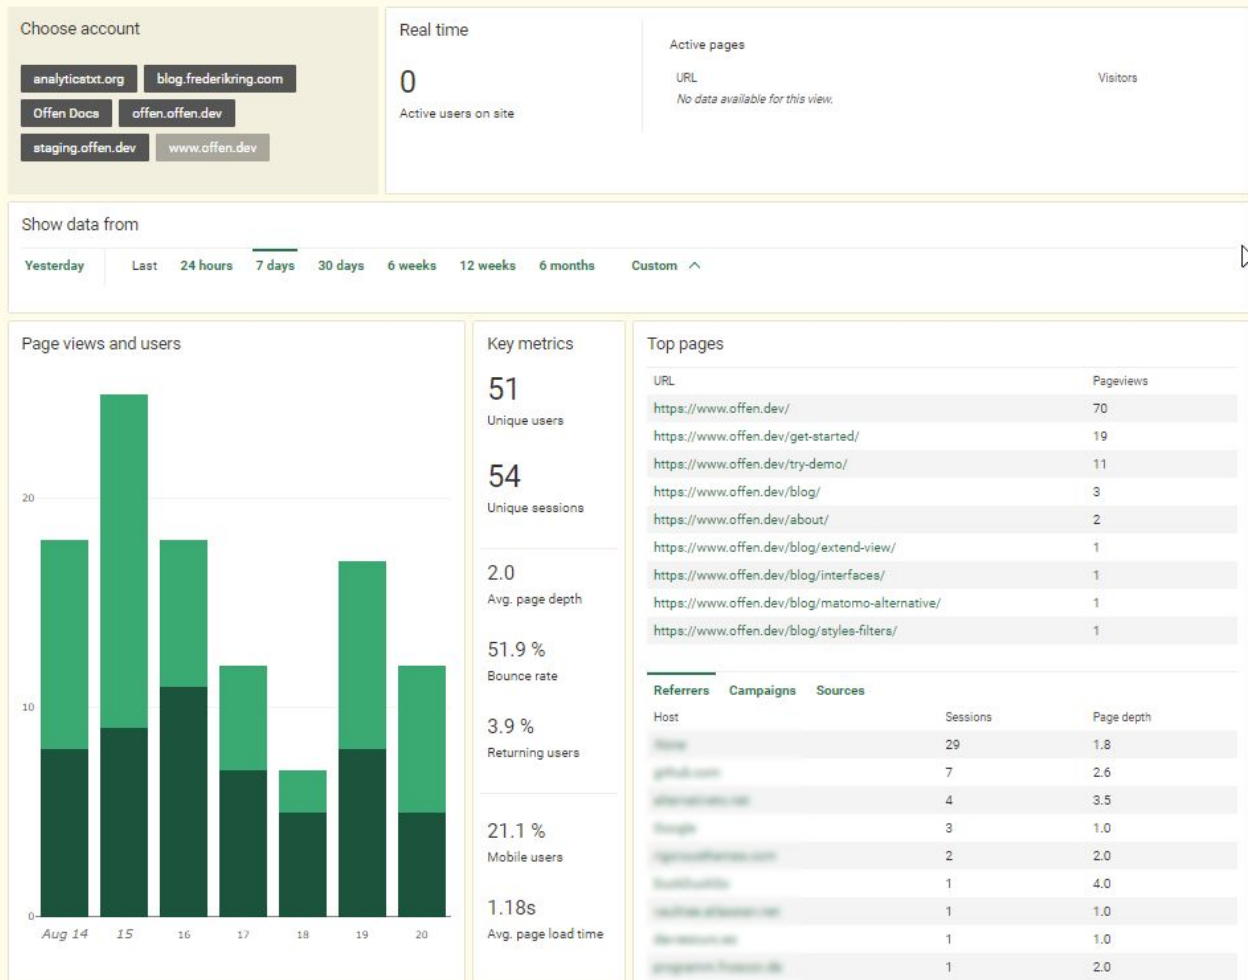 Choose account
analyticstxt.org blog.frederikring.com
Offen Docs offen.offen.dev
staging.offen.dev www.offen.dev
Real time
0
Active users on site
Active pages
URL Visitors
No data available for this view.
Show data from
Yesterday Last 24 hours 7 days 30 days 6 weeks 12 weeks 6 months Custom
Page views and users
20
10
0
Aug 14 15 16 17 18 19 20
Key metrics
51
Unique users
54
Unique sessions
2.0
Avg. page depth
51.9 %
Bounce rate
3.9 %
Returning users
21.1 %
Mobile users
1.18s
Avg. page load time
Top pages
URL Pageviews
https://www.offen.dev/ 70
https://www.offen.dev/get-started/ 19
https://www.offen.dev/try-demo/ 11
https://www.offen.dev/blog/ 3
https://www.offen.dev/about/ 2
https://www.offen.dev/blog/extend-view/ 1
https://www.offen.dev/blog/interfaces/ 1
https://www.offen.dev/blog/matomo-alternative/ 1
https://www.offen.dev/blog/styles-filters/ 1
Referrers Campaigns Sources
Host Sessions Page depth
29 1.8
7 2.6
4 3.5
3 1.0
2 2.0
1 4.0
1 1.0
1 1.0
1 2.0